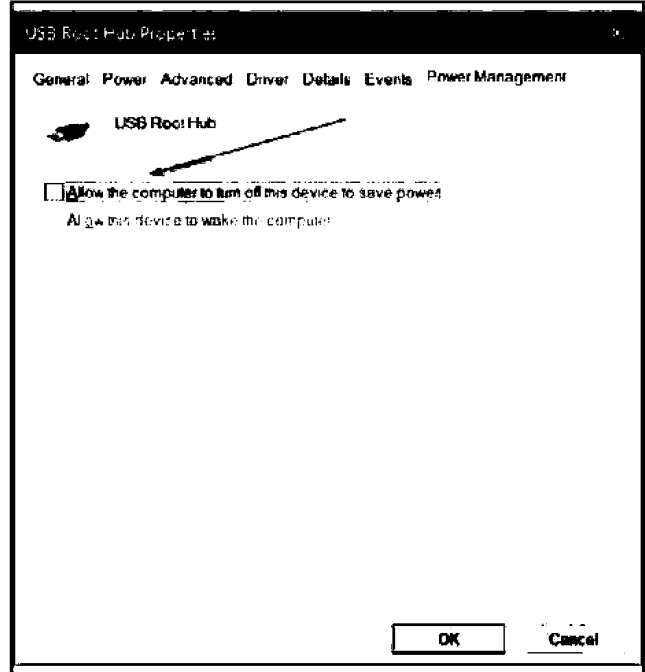 USB Root Hub Properties
General Power Advanced Driver Details Events Power Management
USB Root Hub
Allow the computer to turn off this device to save power
Allow this device to wake the computer
OK Cancel